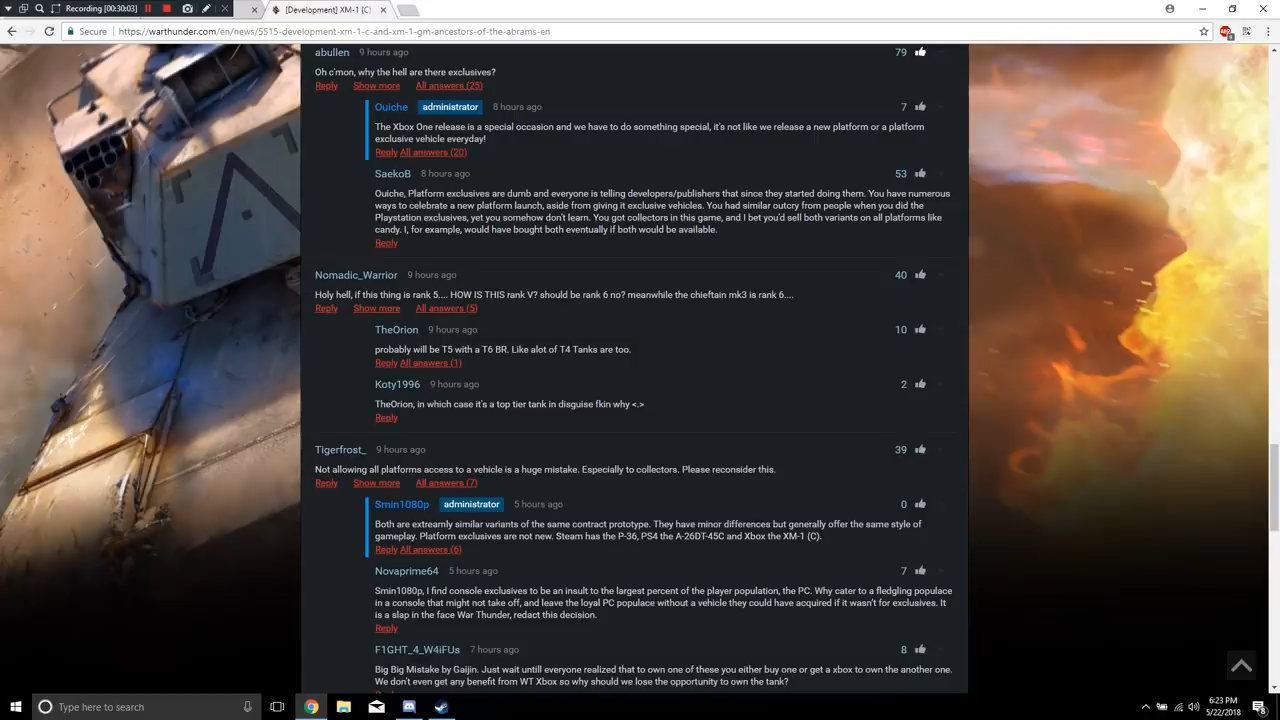 Recording [00:30:03]
[Development] XM-1 (C)
Secure
https://warthunder.com/en/news/5515-development-xm-1-c-and-xm-1-gm-ancestors-of-the-abrams-en
abullen 9 hours ago 79
Oh c'mon, why the hell are there exclusives?
Reply Show more All answers (25)
Ouiche administrator 8 hours ago 7
The Xbox One release is a special occasion and we have to do something special, it's not like we release a new platform or a platform
exclusive vehicle everyday!
Reply All answers (20)
SaekoB 8 hours ago 53
Ouiche, Platform exclusives are dumb and everyone is telling developers/publishers that since they started doing them. You have numerous
ways to celebrate a new platform launch, aside from giving it exclusive vehicles. You had similar outcry from people when you did the
Playstation exclusives, yet you somehow don't learn. You got collectors in this game, and I bet you'd sell both variants on all platforms like
candy. I, for example, would have bought both eventually if both would be available.
Reply
Nomadic_Warrior 9 hours ago 40
Holy hell, if this thing is rank 5.... HOW IS THIS rank V? should be rank 6 no? meanwhile the chieftain mk3 is rank 6....
Reply Show more All answers (5)
TheOrion 9 hours ago 10
probably will be T5 with a T6 BR. Like alot of T4 Tanks are too.
Reply All answers (1)
Koty1996 9 hours ago 2
TheOrion, in which case it's a top tier tank in disguise fkin why <.>
Reply
Tigerfrost_ 9 hours ago 39
Not allowing all platforms access to a vehicle is a huge mistake. Especially to collectors. Please reconsider this.
Reply Show more All answers (7)
Smin1080p administrator 5 hours ago 0
Both are extreamly similar variants of the same contract prototype. They have minor differences but generally offer the same style of
gameplay. Platform exclusives are not new. Steam has the P-36, PS4 the A-26DT-45C and Xbox the XM-1 (C).
Reply All answers (6)
Novaprime64 5 hours ago 7
Smin1080p, I find console exclusives to be an insult to the largest percent of the player population, the PC. Why cater to a fledgling populace
in a console that might not take off, and leave the loyal PC populace without a vehicle they could have acquired if it wasn't for exclusives. It
is a slap in the face War Thunder, redact this decision.
Reply
F1GHT_4_W4iFUs 7 hours ago 8
Big Big Mistake by Gaijin. Just wait untill everyone realized that to own one of these you either buy one or get a xbox to own the another one.
We don't even get any benefit from WT Xbox so why should we lose the opportunity to own the tank?
Type here to search
6:23 PM
5/22/2018